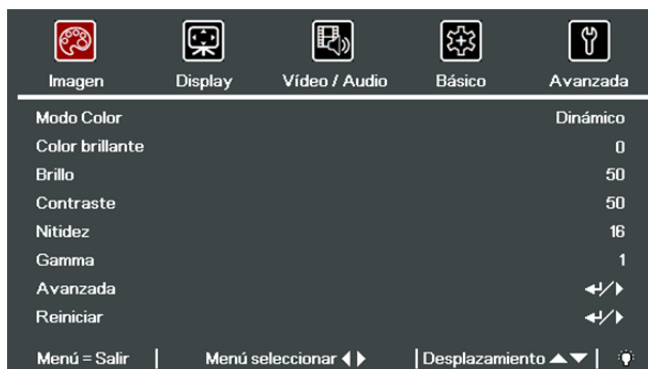 Imagen Display Vídeo / Audio Básico Avanzada
Modo Color Dinámico
Color brillante 0
Brillo 50
Contraste 50
Nitidez 16
Gamma 1
Avanzada
Reiniciar
Menú = Salir | Menú seleccionar | Desplazamiento |